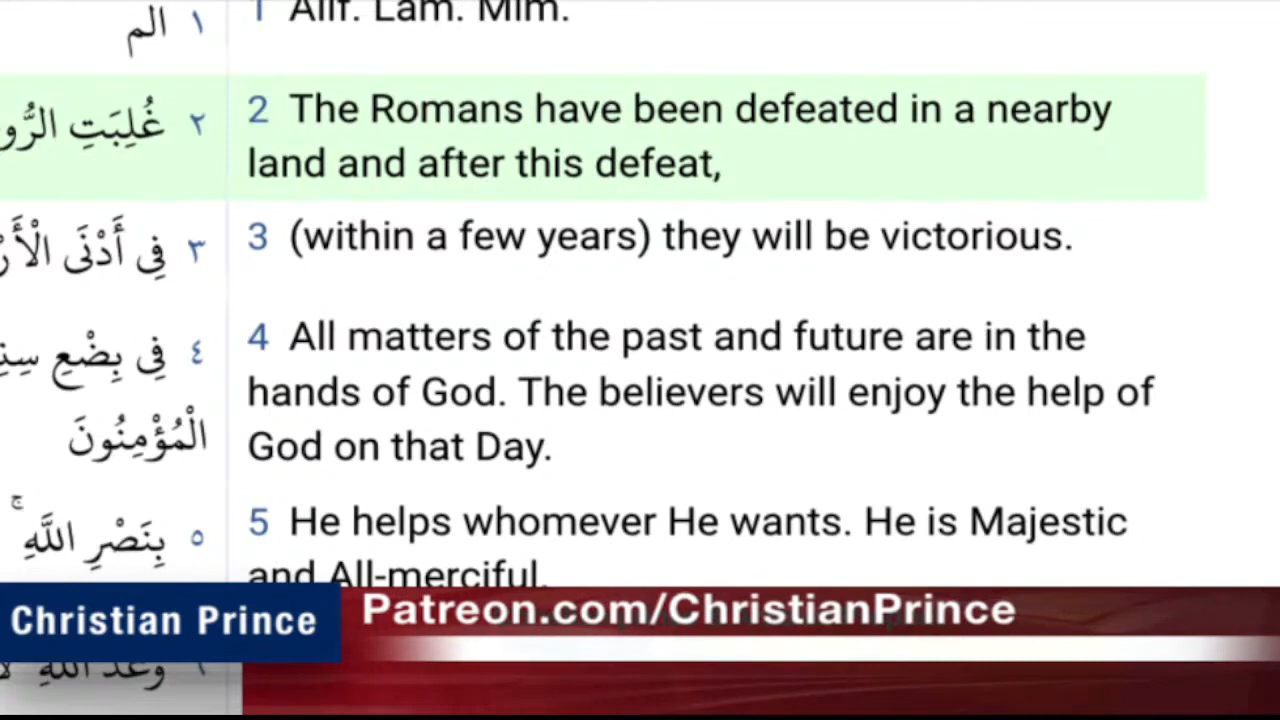 1 Alif. Lam. Mim.
١ الم
2 The Romans have been defeated in a nearby
land and after this defeat,
٢ غُلِبَتِ
3 (within a few years) they will be victorious.
٣ فِي أَدْنَى
4 All matters of the past and future are in the
hands of God. The believers will enjoy the help of
God on that Day.
٤ فِي بِضْعِ
الْمُؤْمِنُونَ
5 He helps whomever He wants. He is Majestic
and All-merciful.
٥ بِنَصْرِ اللَّهِ ۚ
Christian Prince
Patreon.com/ChristianPrince